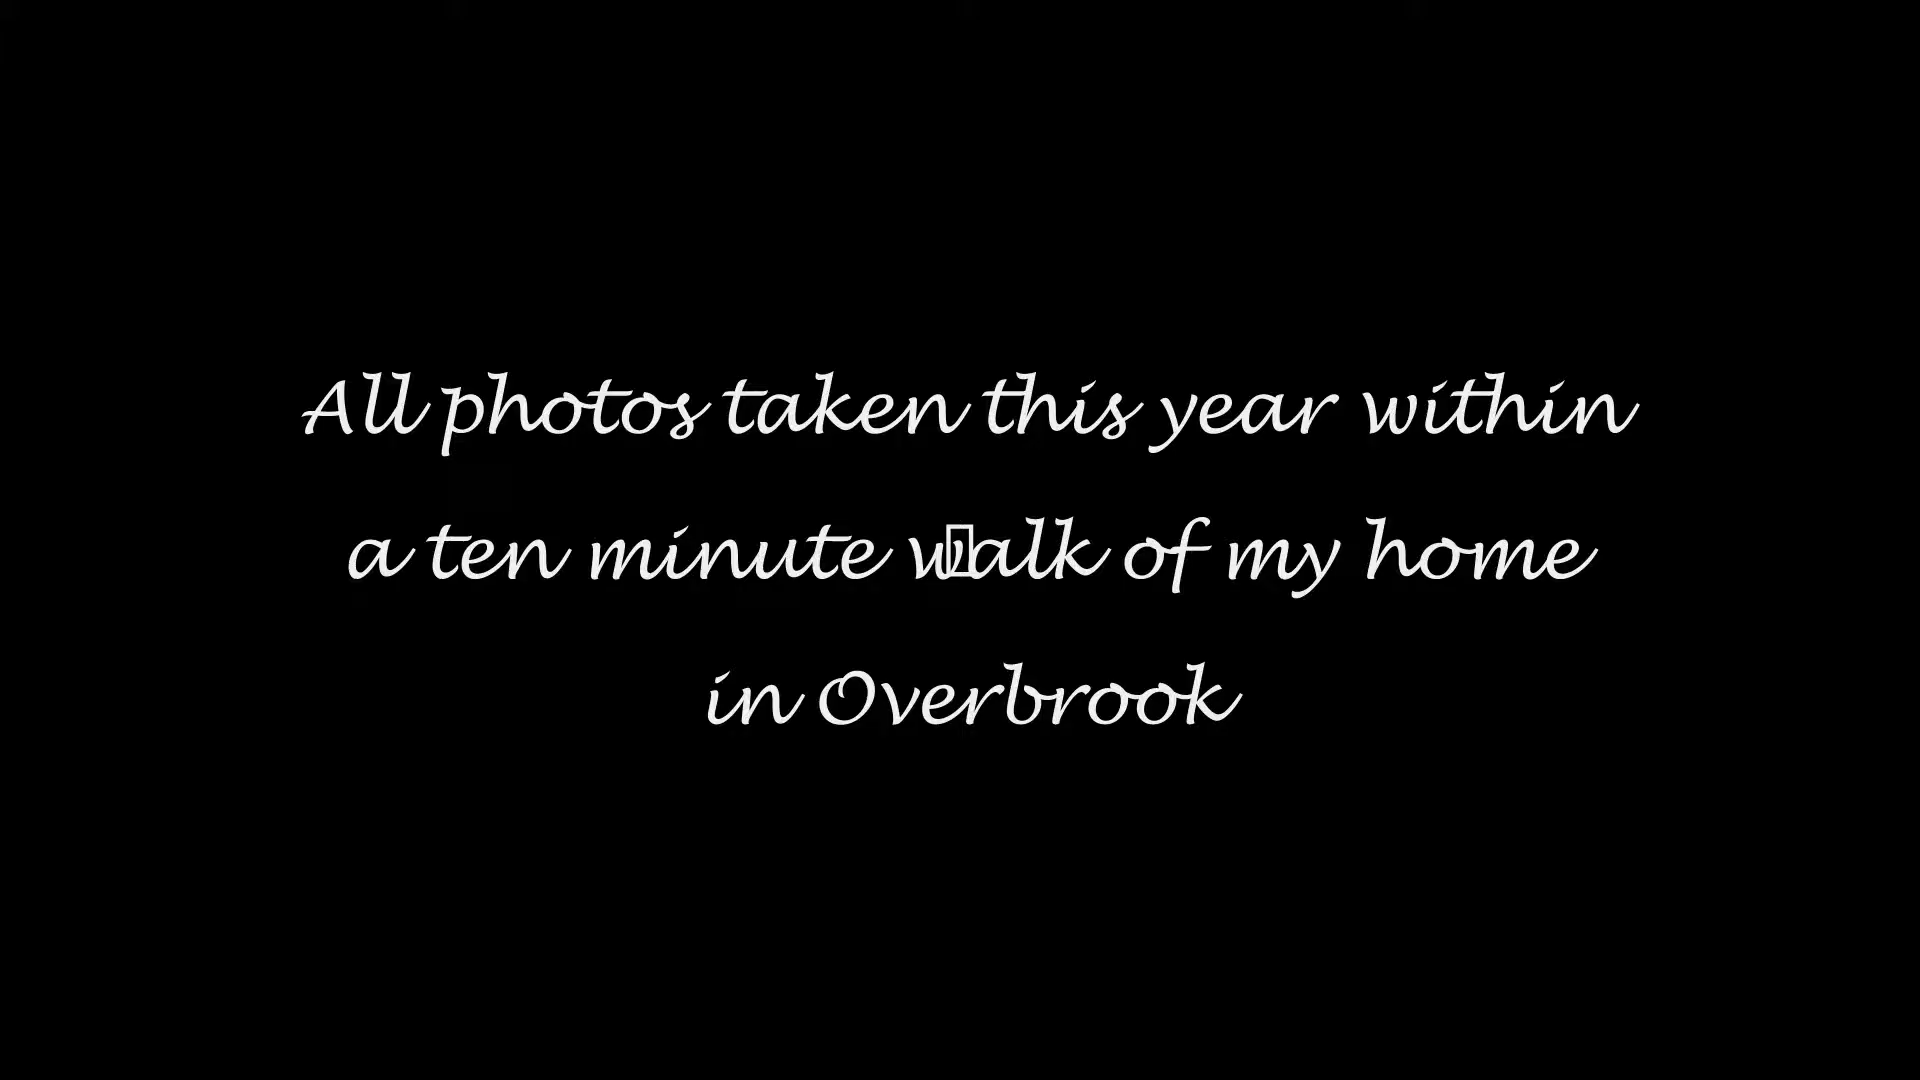 All photos taken this year within
a ten minute walk of my home
in Overbrook